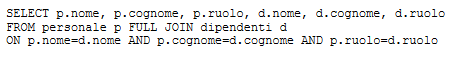 SELECT p.nome, p.cognome, p.ruolo, d.nome, d.cognome, d.ruolo
FROM personale p FULL JOIN dipendenti d
ON p.nome=d.nome AND p.cognome=d.cognome AND p.ruolo=d.ruolo